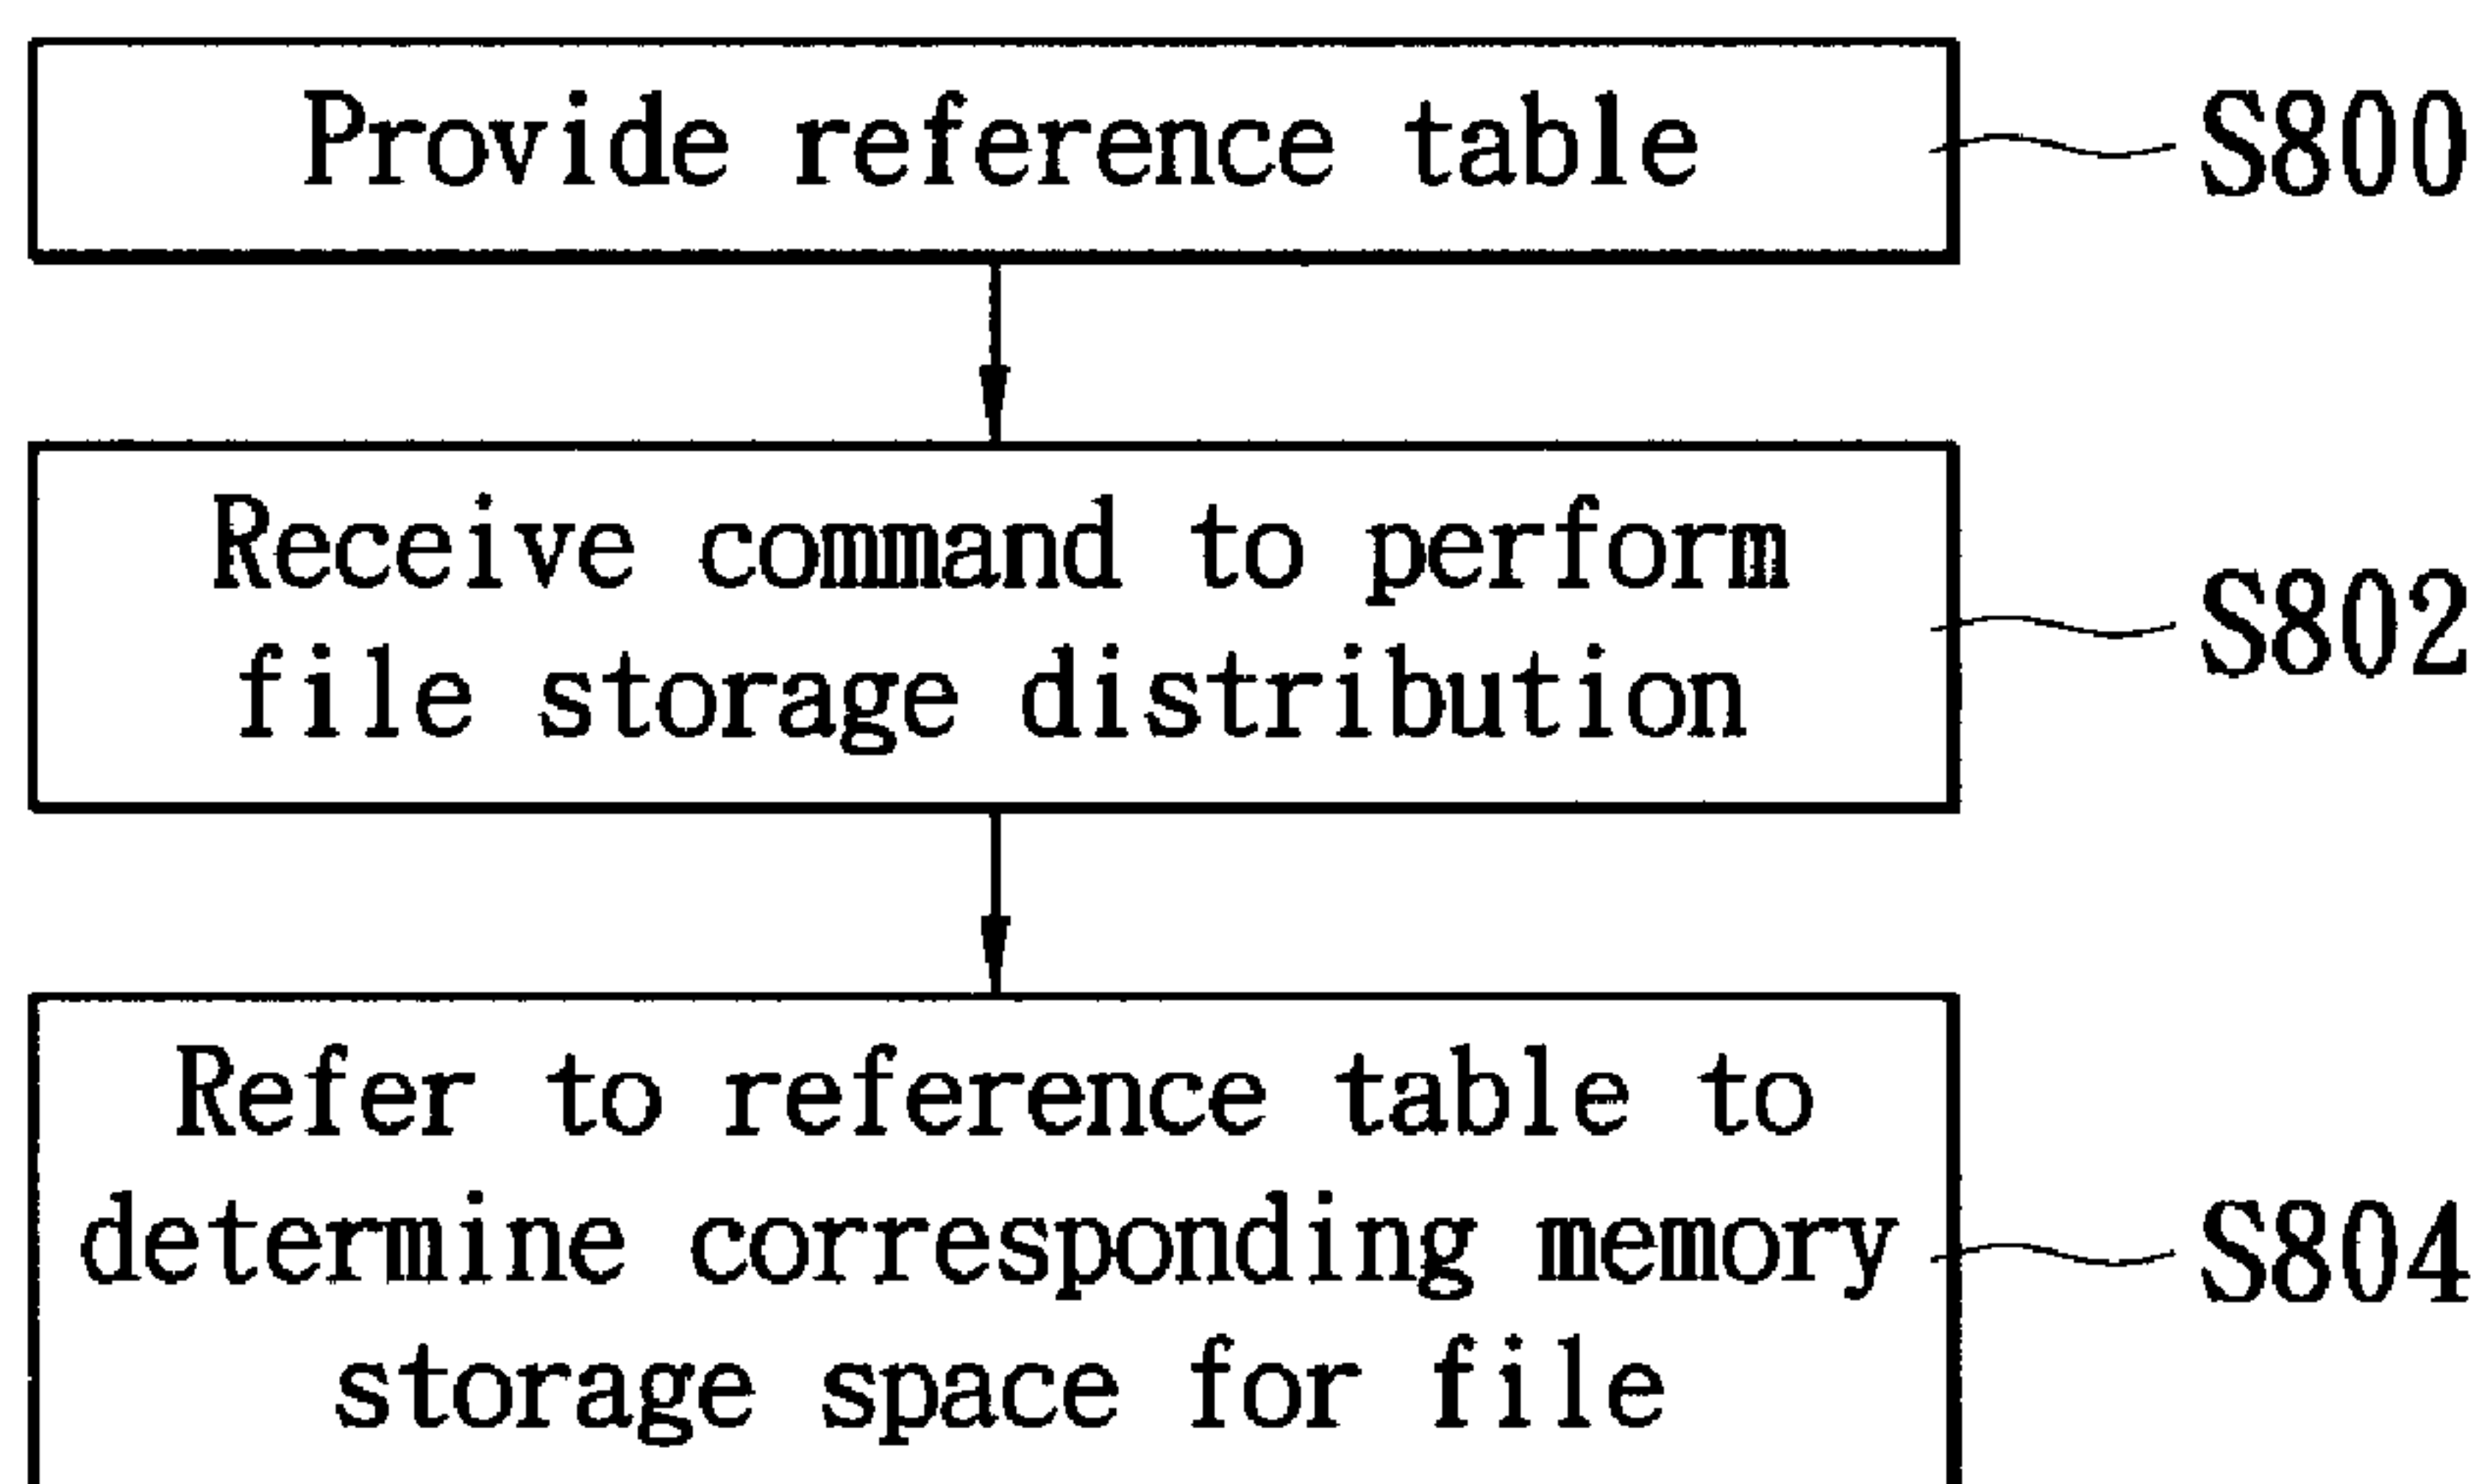 Provide reference table
S800
Receive command to perform
file storage distribution
S802
Refer to reference table to
determine corresponding memory
storage space for file
S804